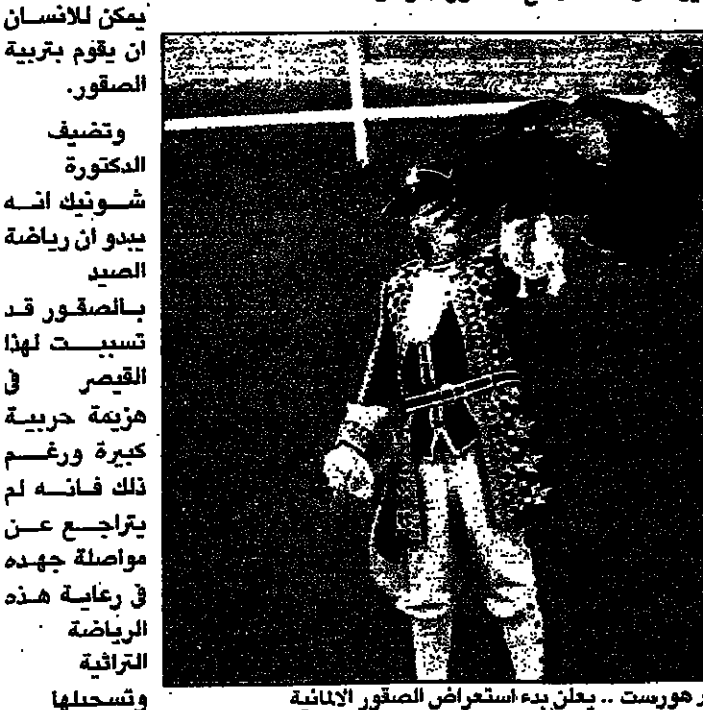 يمكن للانسان
ان يقوم بتربية
الصقور.
وتضيف
الدكتورة
شونيك انه
يبدو ان رياضة
الصيد
بالصقور قد
تسببت لهذا
القيصر في
هزيمة حربية
كبيرة ورغم
ذلك فانه لم
يتراجع عن
مواصلة جهده
في رعاية هذه
الرياضة
التراثية
وتسجيلها
ر هورست .. يعلن بدء استعراض الصقور الالمانية